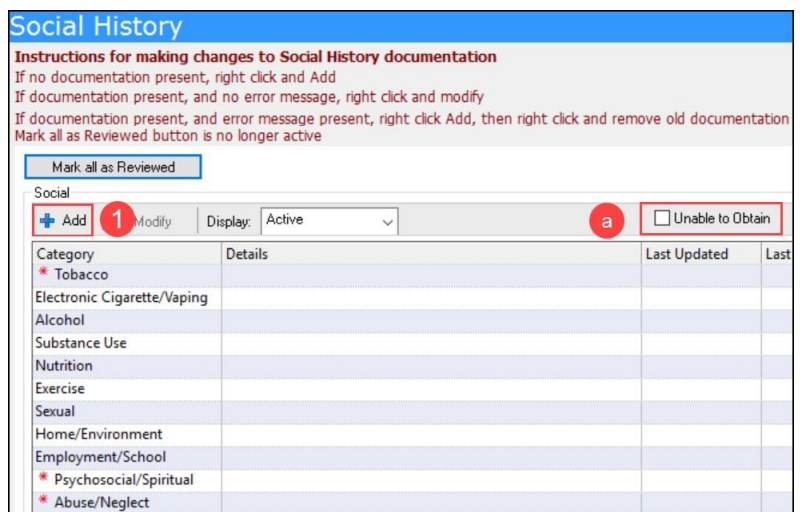 Social History
Instructions for making changes to Social History documentation
If no documentation present, right click and Add
If documentation present, and no error message, right click and modify
If documentation present, and error message present, right click Add, then right click and remove old documentation
Mark all as Reviewed button is no longer active
Mark all as Reviewed
Social
Add 1 Modify Display: Active a Unable to Obtain
Category Details Last Updated Last
* Tobacco
Electronic Cigarette/Vaping
Alcohol
Substance Use
Nutrition
Exercise
Sexual
Home/Environment
Employment/School
* Psychosocial/Spiritual
* Abuse/Neglect